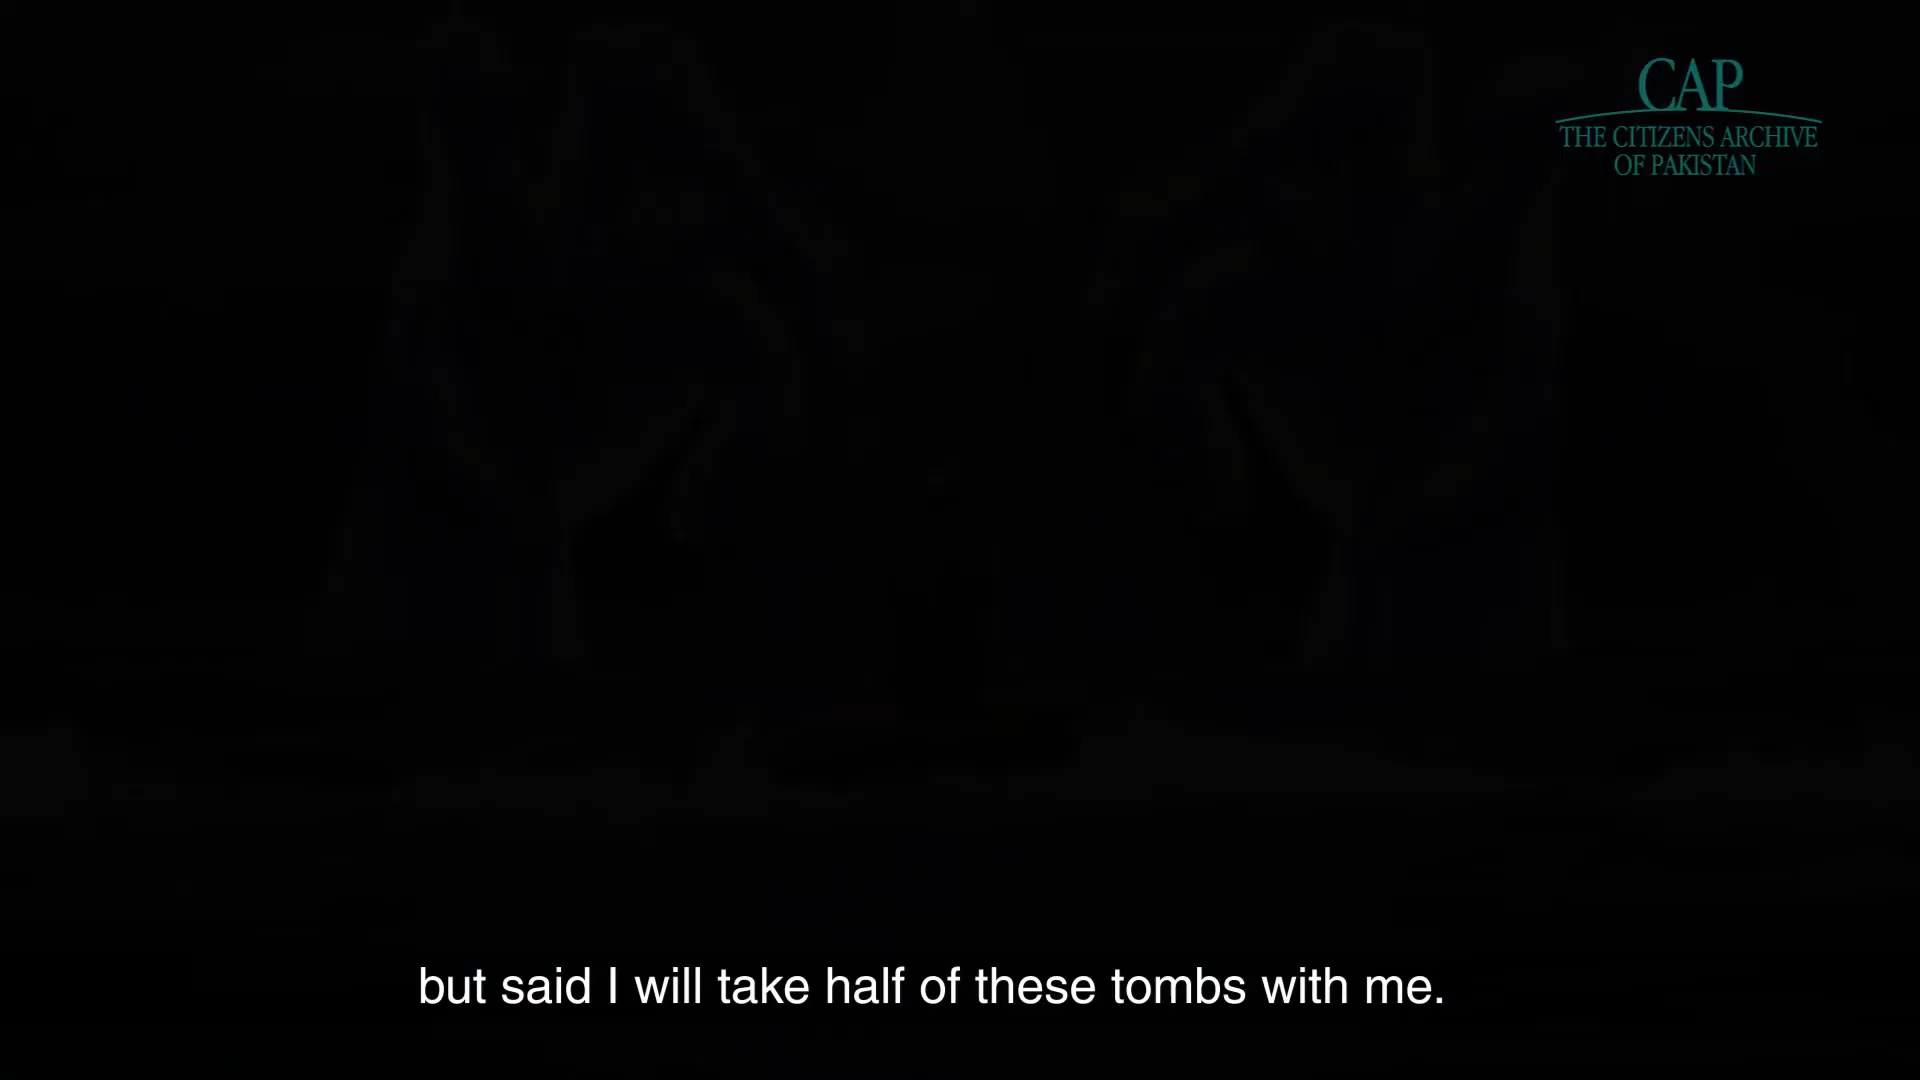 CAP
THE CITIZENS ARCHIVE
OF PAKISTAN
but said I will take half of these tombs with me.